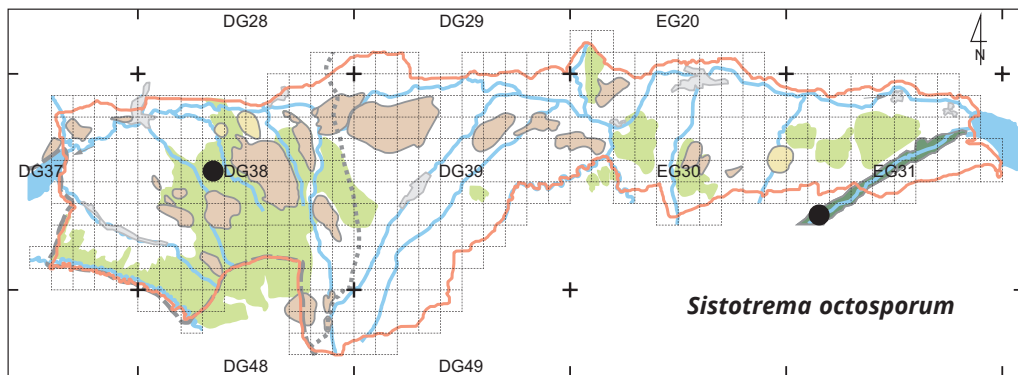 DG28 DG29 EG20
N
DG37 DG38 DG39 EG30 EG31
Sistotrema octosporum
DG48 DG49